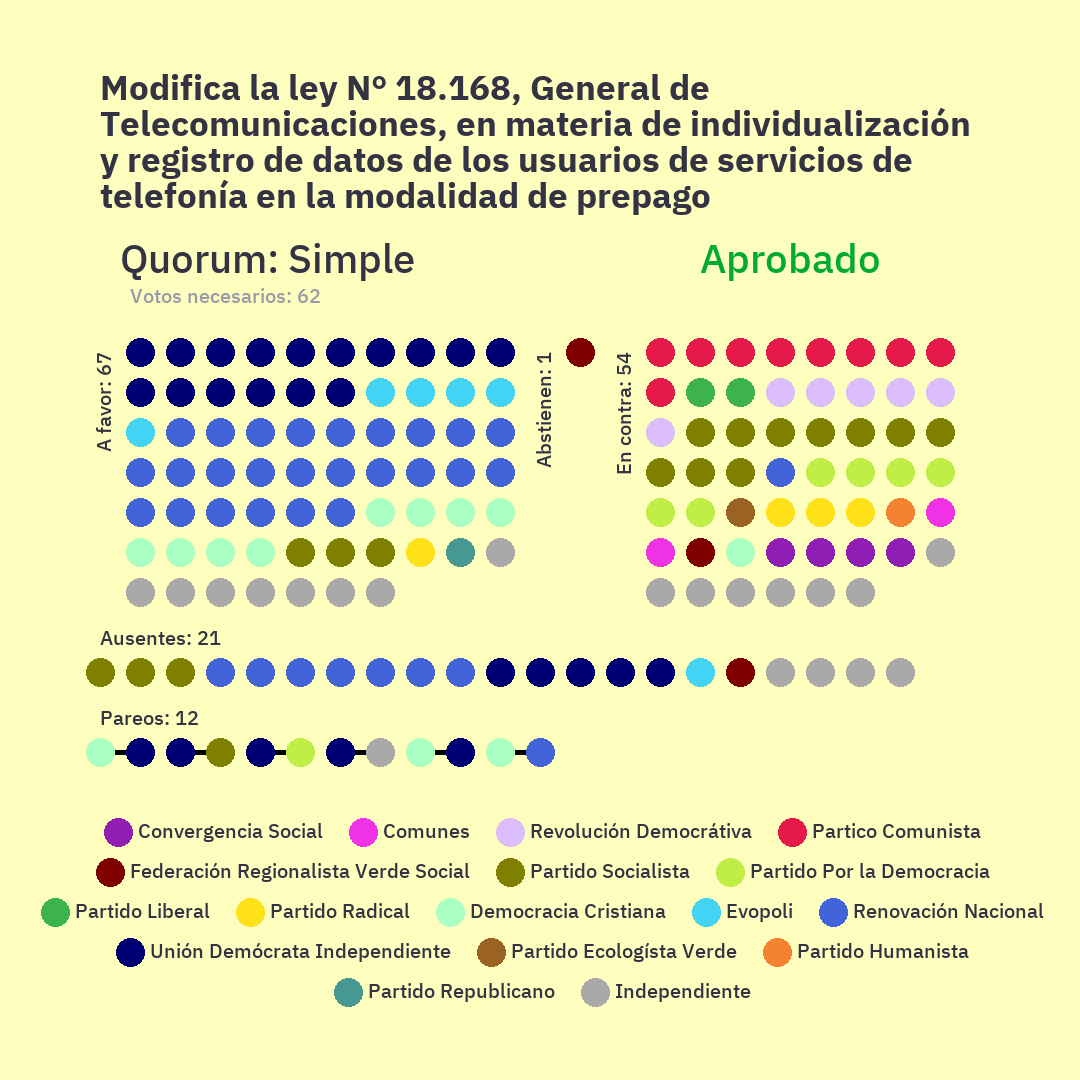 Modifica la ley Nº 18.168, General de
Telecomunicaciones, en materia de individualización
y registro de datos de los usuarios de servicios de
telefonía en la modalidad de prepago
Quorum: Simple
Aprobado
Votos necesarios: 62
A favor: 67
Abstienen: 1
En contra: 54
Ausentes: 21
Pareos: 12
Convergencia Social
Comunes
Revolución Democrátiva
Partico Comunista
Federación Regionalista Verde Social
Partido Socialista
Partido Por la Democracia
Partido Liberal
Partido Radical
Democracia Cristiana
Evopoli
Renovación Nacional
Unión Demócrata Independiente
Partido Ecologísta Verde
Partido Humanista
Partido Republicano
Independiente